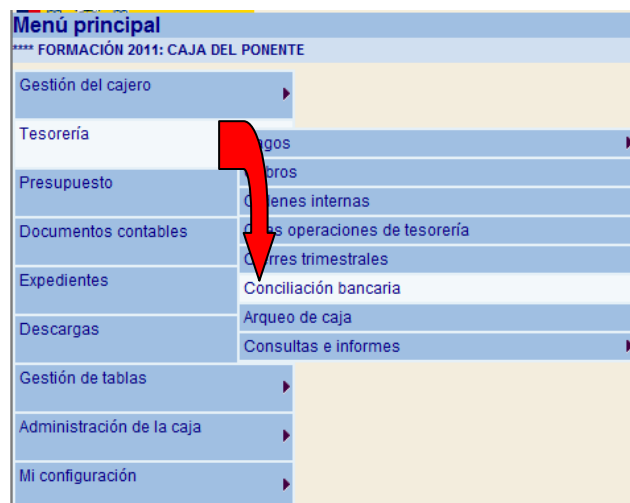 Menú principal
**** FORMACIÓN 2011: CAJA DEL PONENTE
Gestión del cajero
Tesorería
Presupuesto
Documentos contables
Expedientes
Descargas
Gestión de tablas
Administración de la caja
Mi configuración
internas
operaciones de tesorería
trimestrales
Conciliación bancaria
Arqueo de caja
Consultas e informes